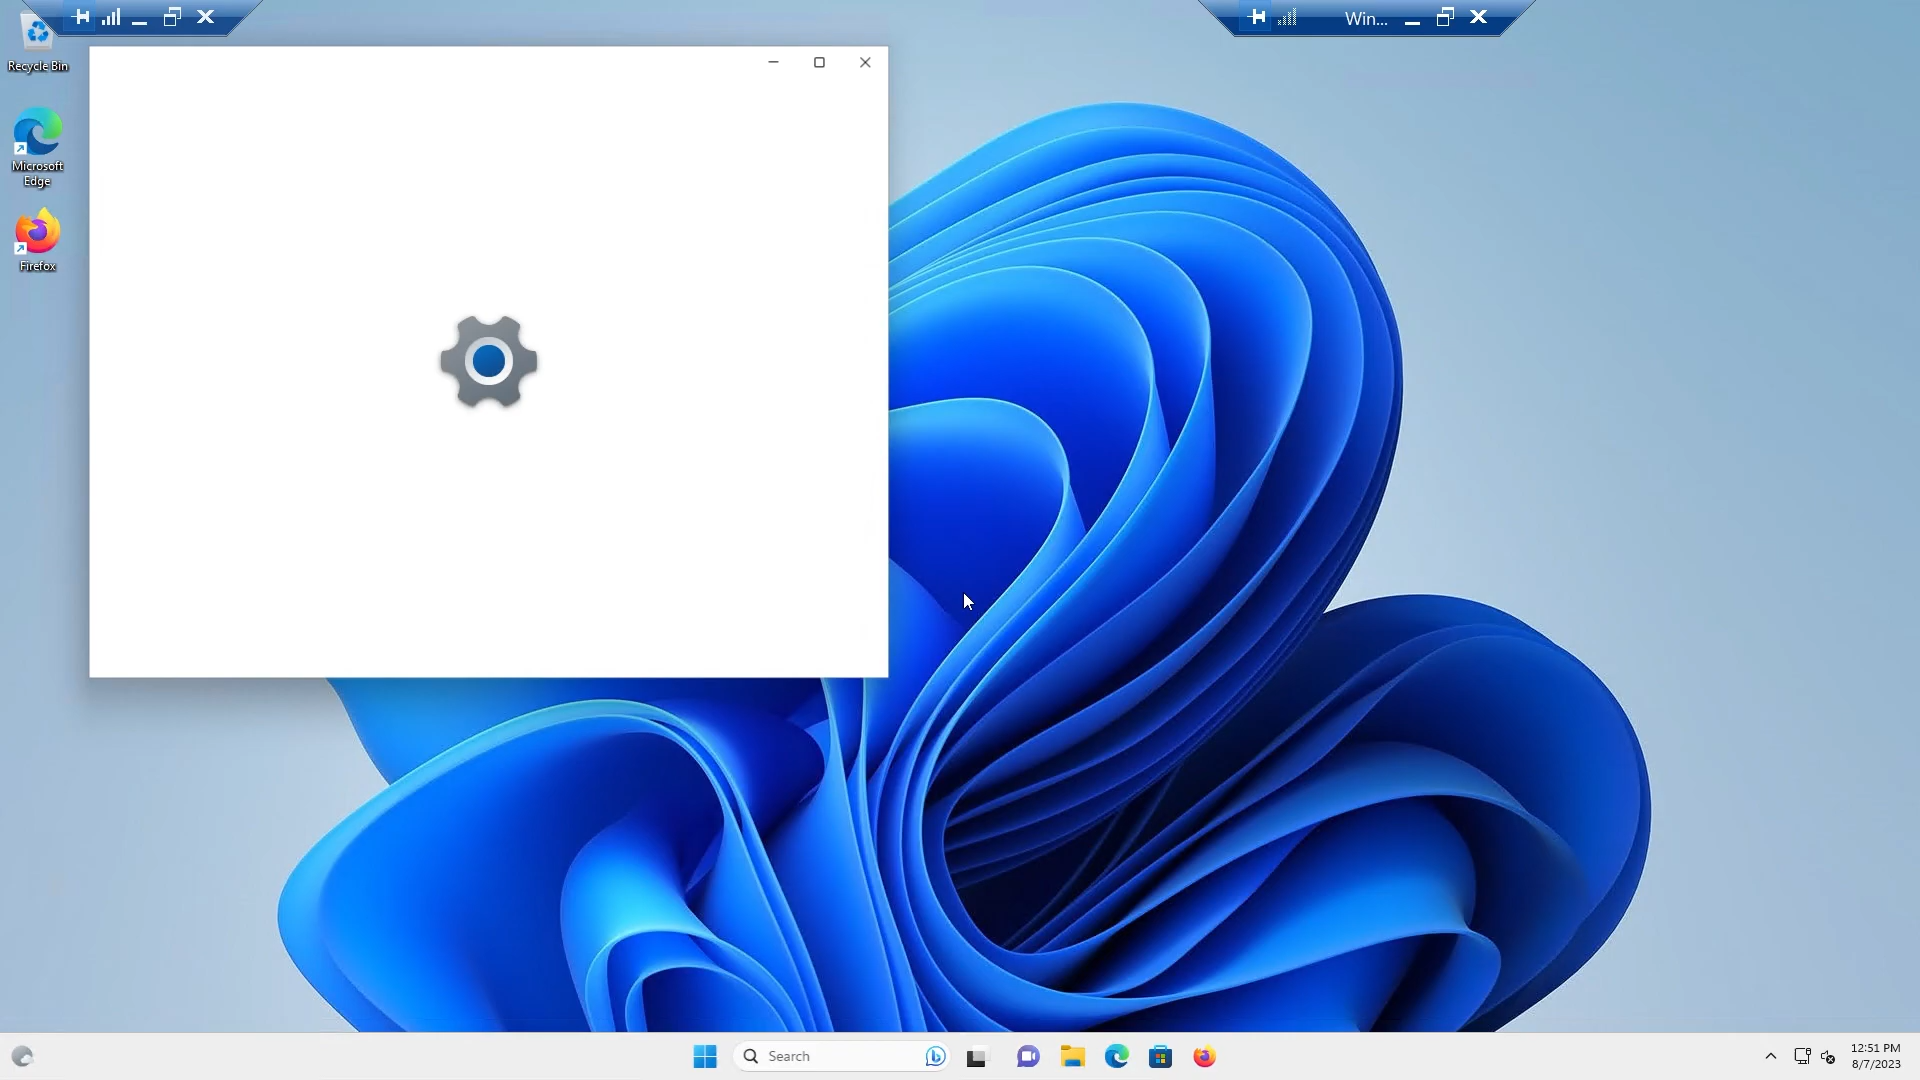 Win...
Recycle Bin
Microsoft
Edge
Firefox
Search
12:51 PM
8/7/2023